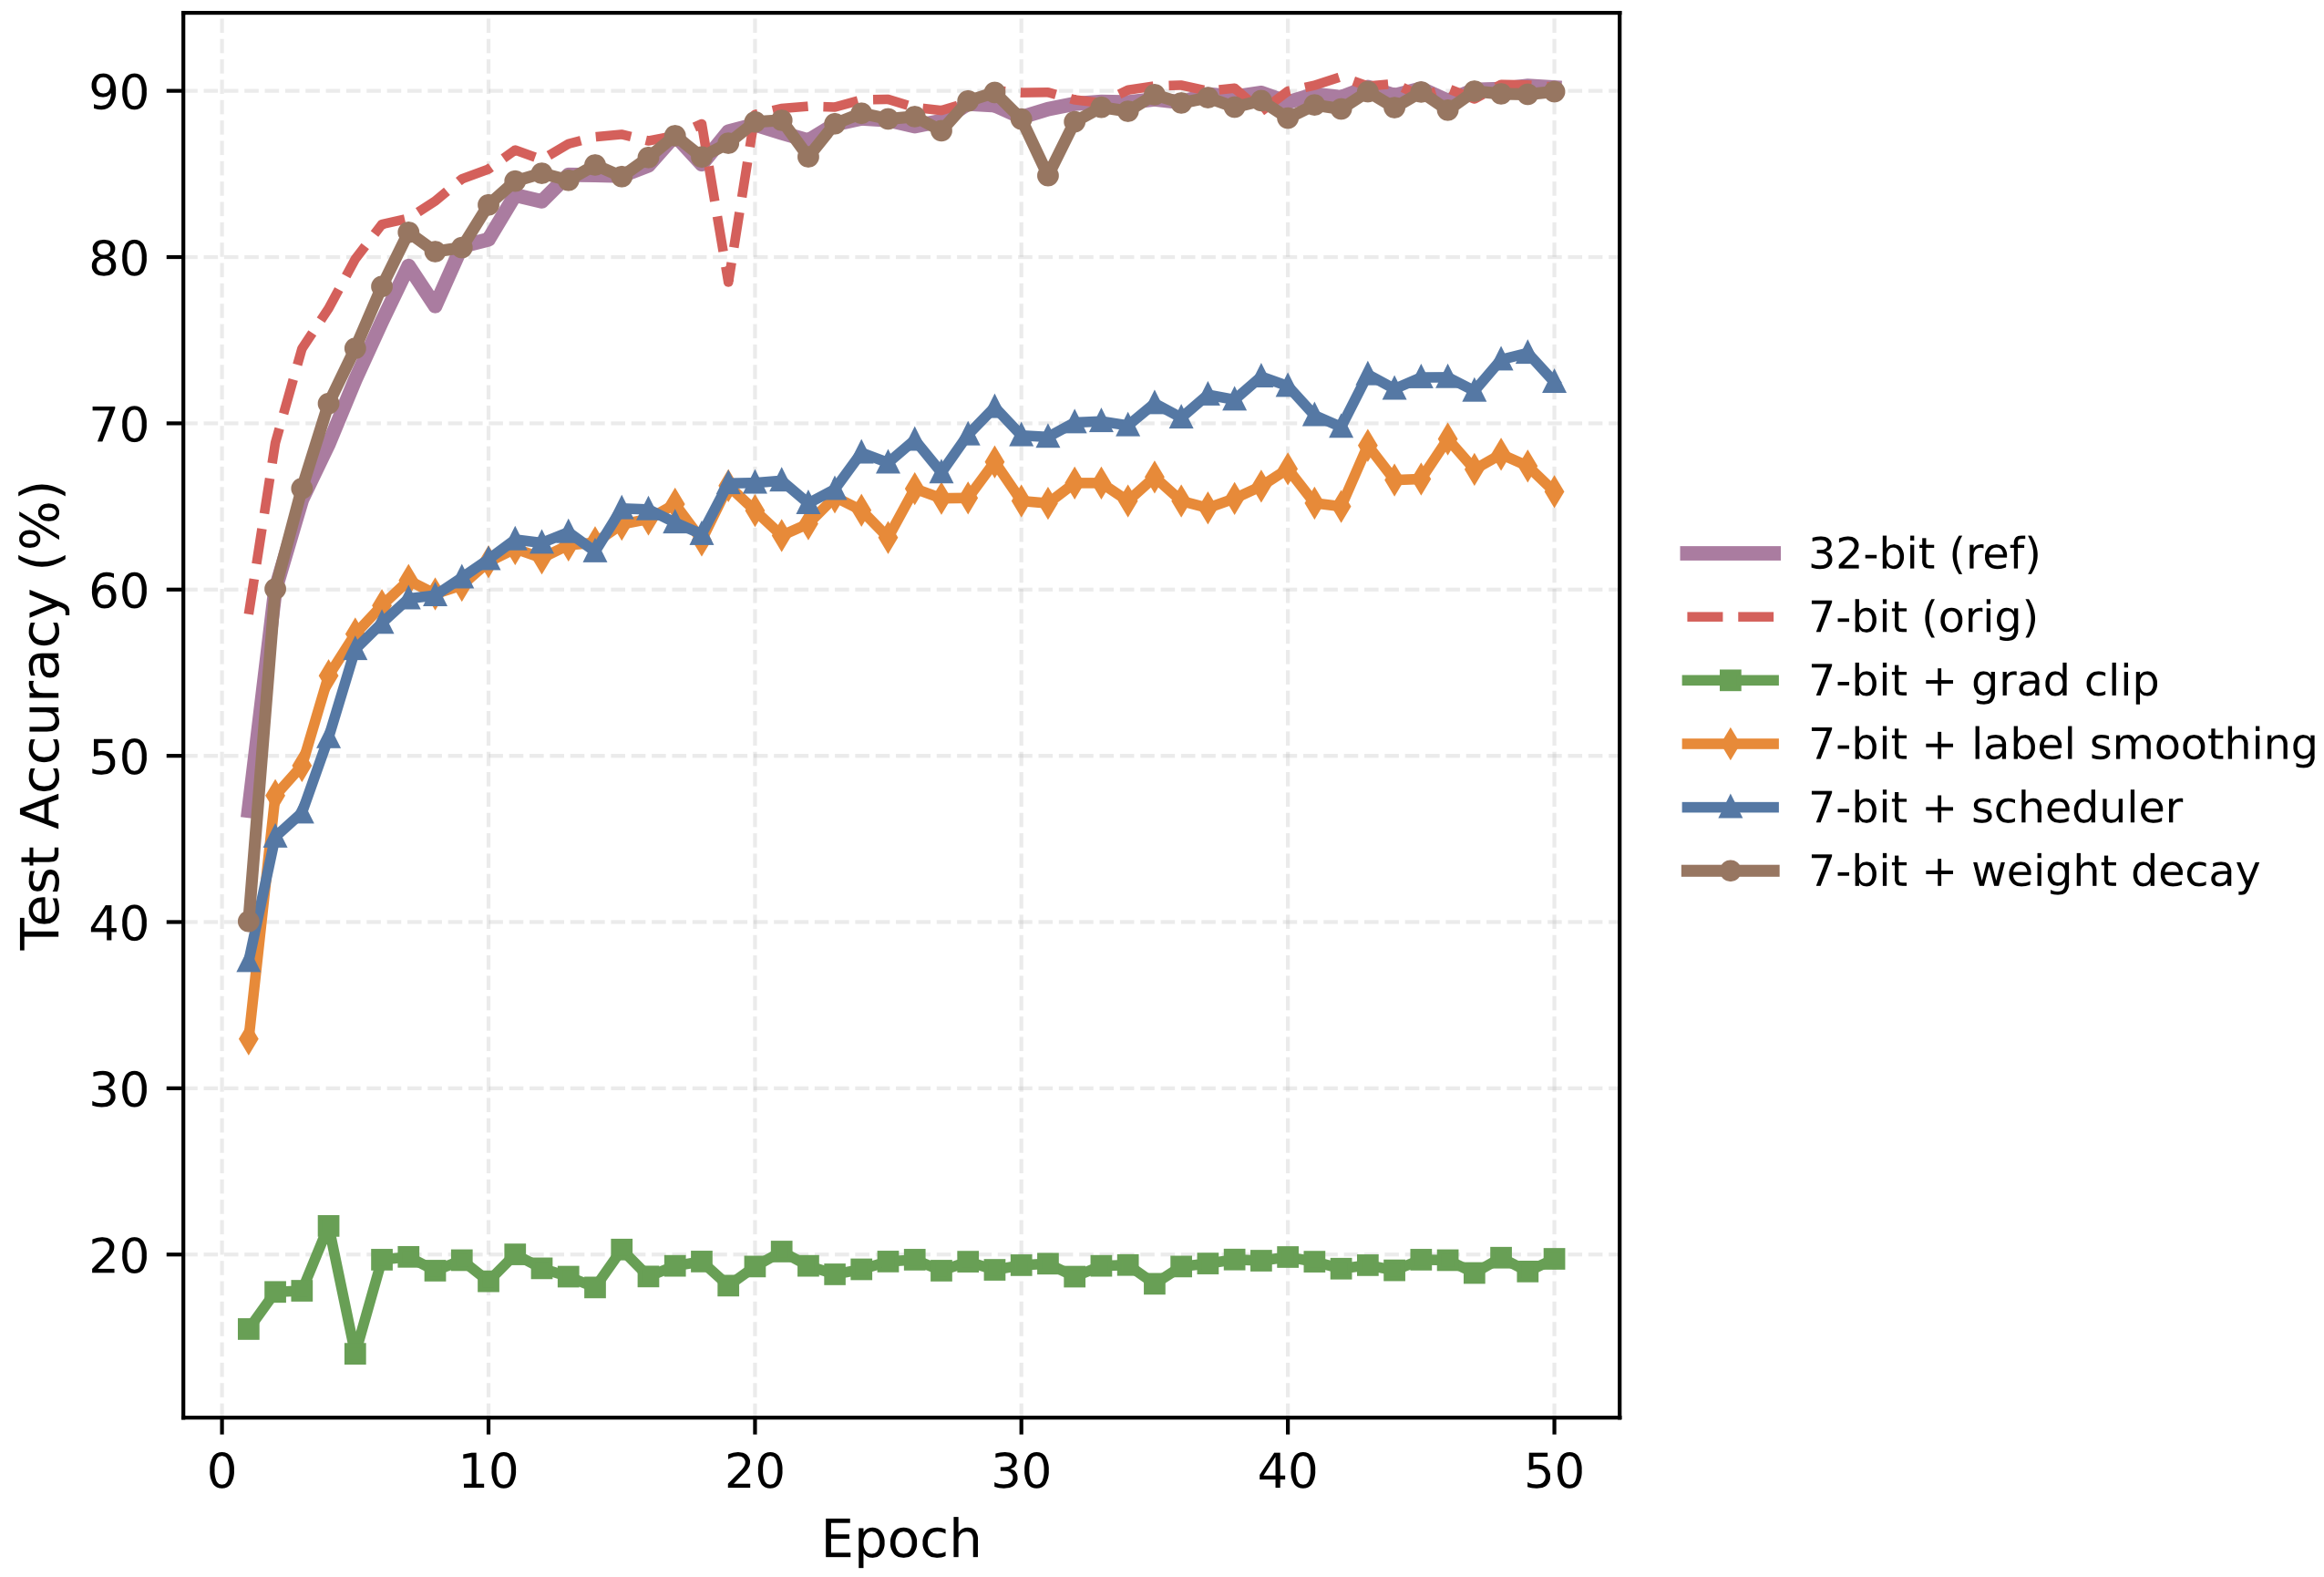 Test Accuracy (%)
90
80
70
60
50
40
30
20
0 10 20 30 40 50
Epoch
32-bit (ref)
7-bit (orig)
7-bit + grad clip
7-bit + label smoothing
7-bit + scheduler
7-bit + weight decay